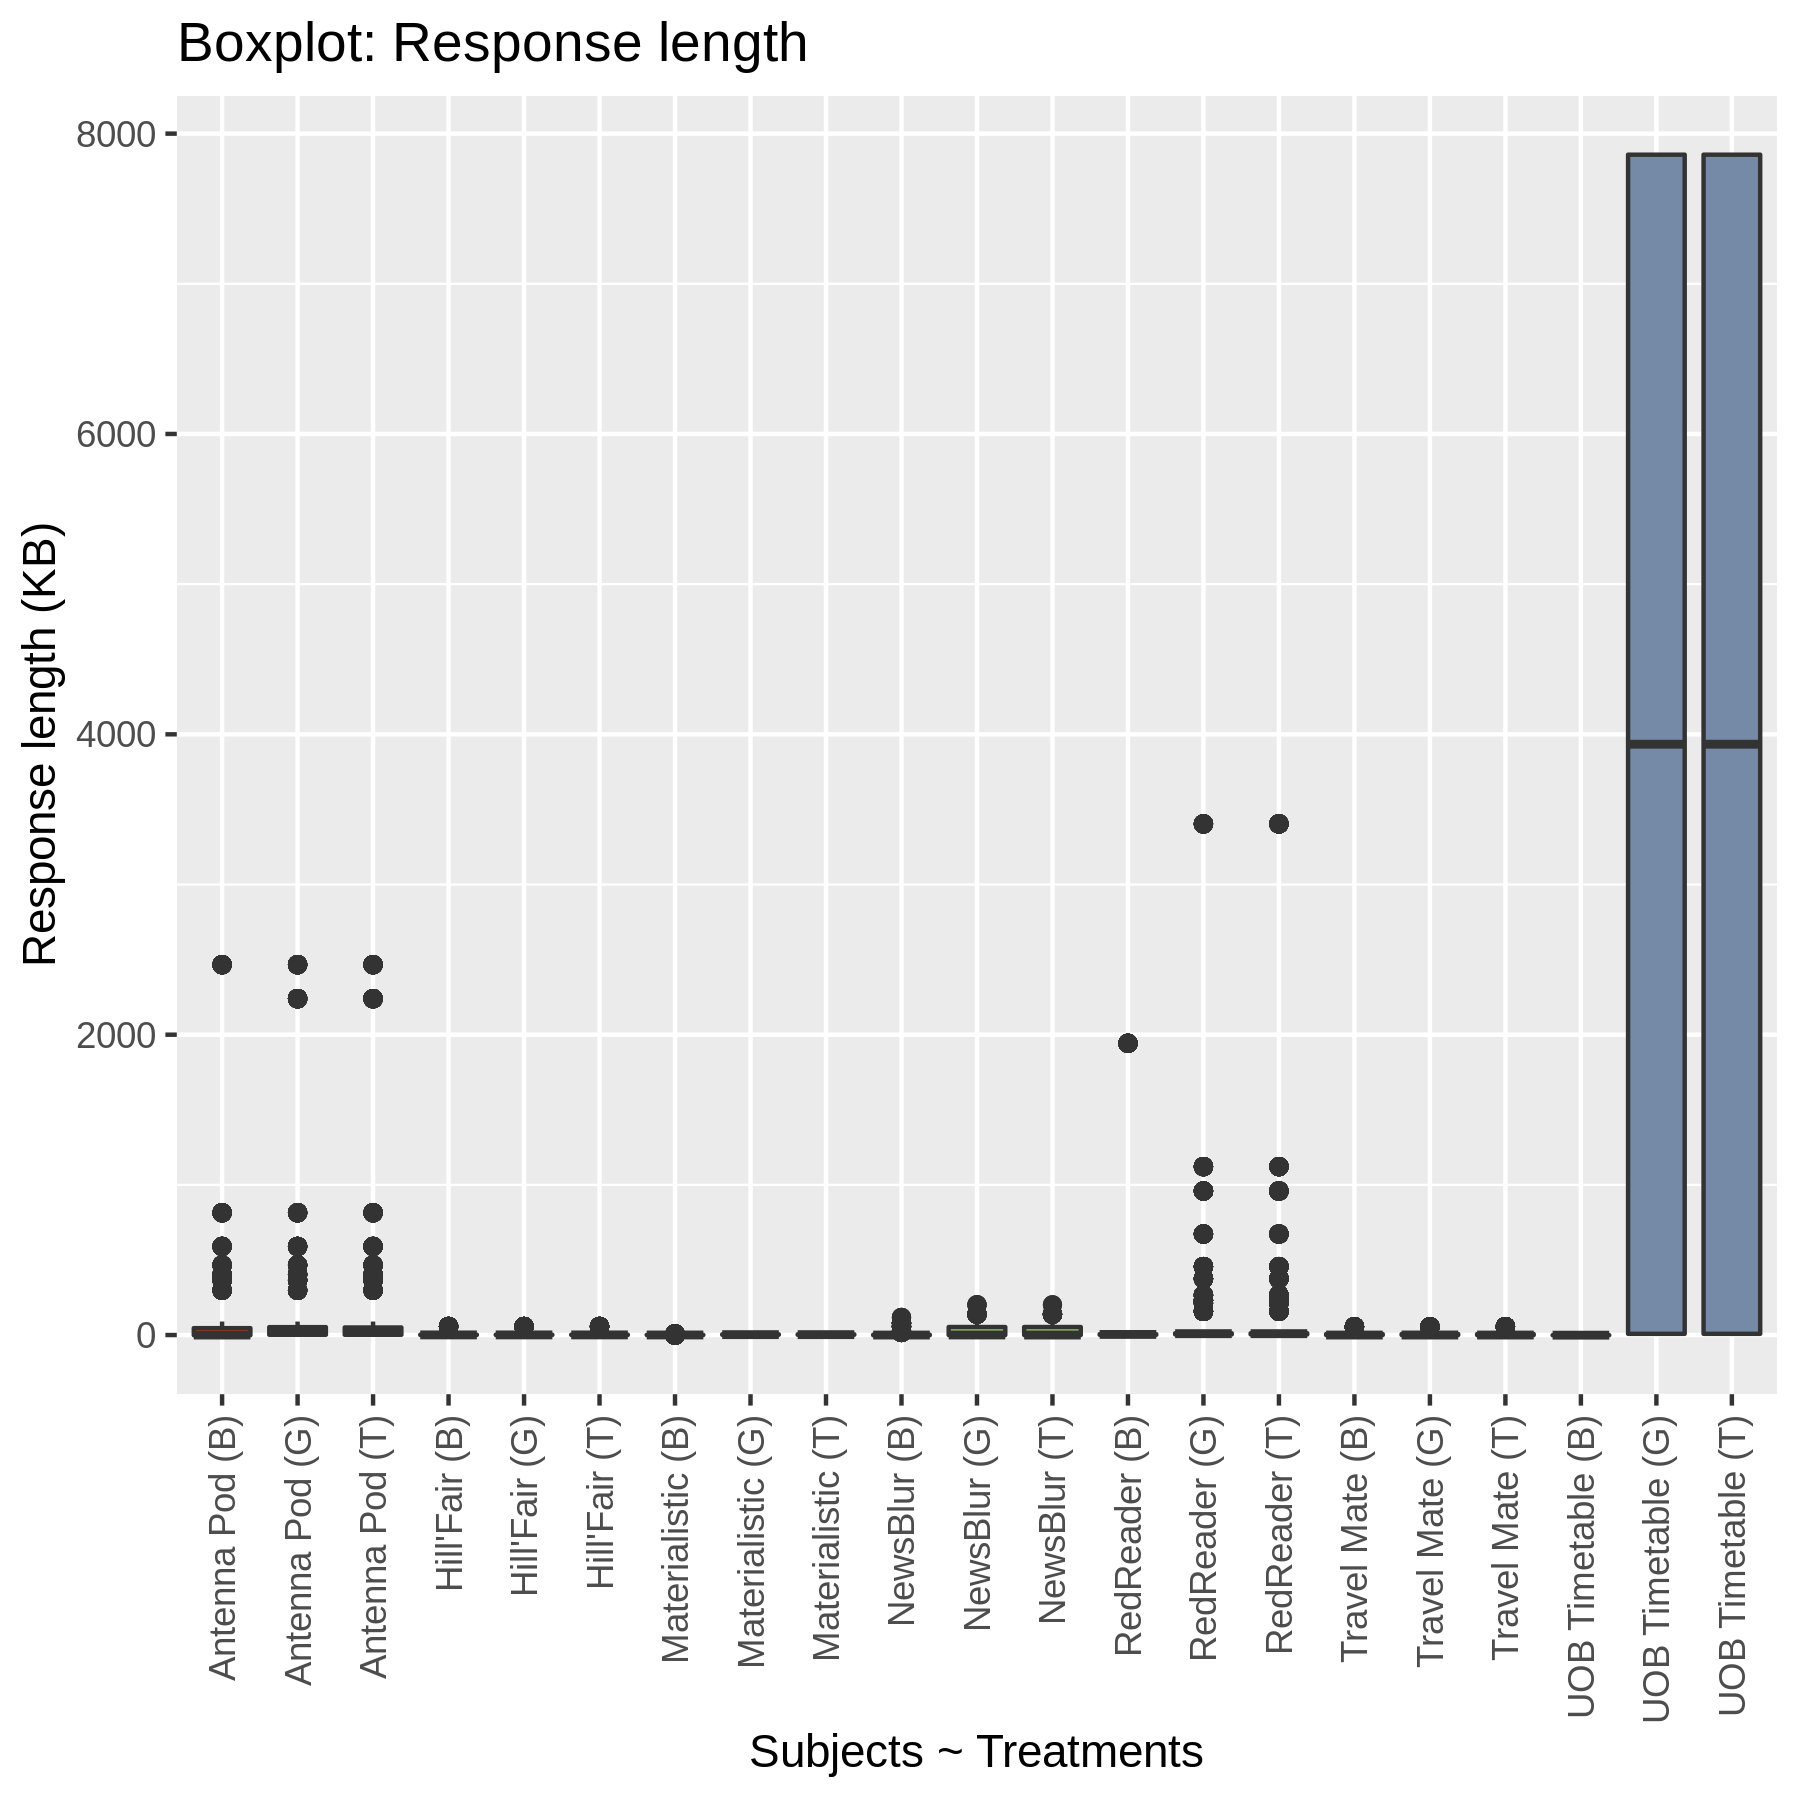 Boxplot: Response length
Response length (KB)
8000
6000
4000
2000
0
Antenna Pod (B)
Antenna Pod (G)
Antenna Pod (T)
Hill'Fair (B)
Hill'Fair (G)
Hill'Fair (T)
Materialistic (B)
Materialistic (G)
Materialistic (T)
NewsBlur (B)
NewsBlur (G)
NewsBlur (T)
RedReader (B)
RedReader (G)
RedReader (T)
Travel Mate (B)
Travel Mate (G)
Travel Mate (T)
UOB Timetable (B)
UOB Timetable (G)
UOB Timetable (T)
Subjects ~ Treatments